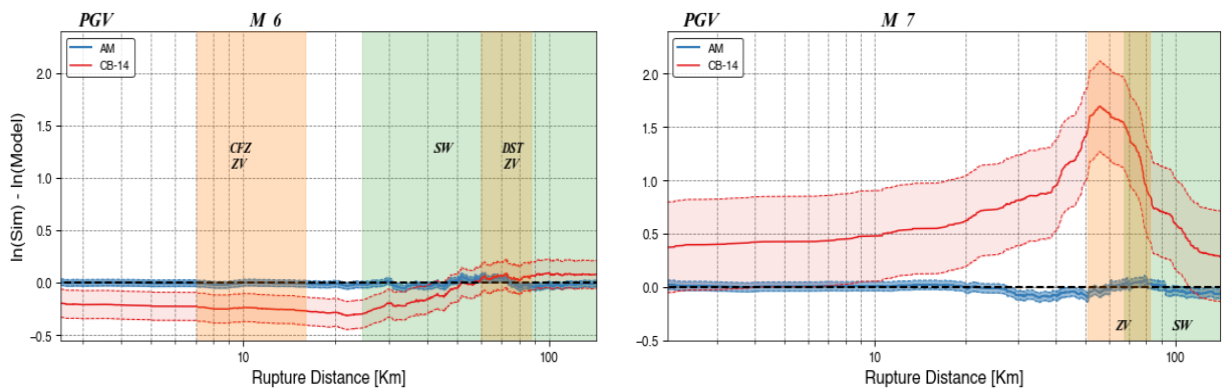 PGV M 6
AM
CB-14
ln(Sim) - ln(Model)
2.0
1.5
1.0
0.5
0.0
−0.5
CFZ
ZV
SW
DST
ZV
10
100
Rupture Distance [Km]
PGV M 7
AM
CB-14
2.0
1.5
1.0
0.5
0.0
−0.5
ZV
SW
10
100
Rupture Distance [Km]